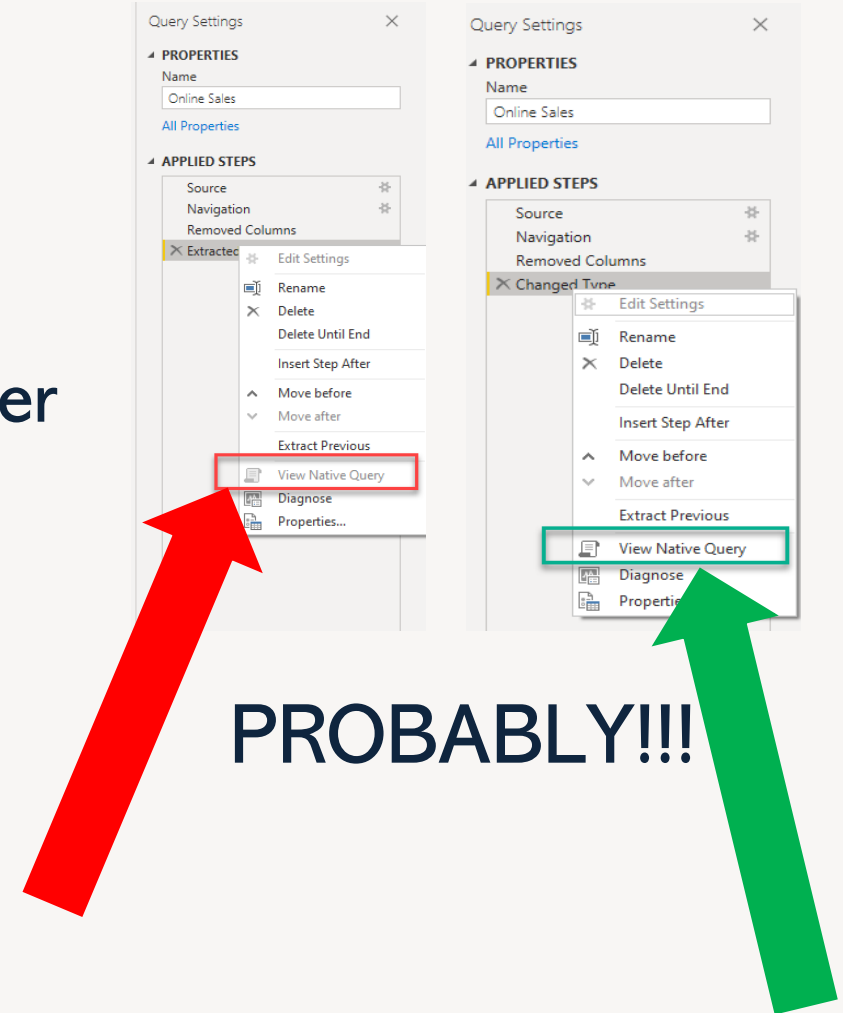 Query Settings
PROPERTIES
Name
Online Sales
All Properties
APPLIED STEPS
Source
Navigation
Removed Columns
Extracted
Edit Settings
Rename
Delete
Delete Until End
Insert Step After
Move before
Move after
Extract Previous
View Native Query
Diagnose
Properties...
Query Settings
PROPERTIES
Name
Online Sales
All Properties
APPLIED STEPS
Source
Navigation
Removed Columns
Changed Type
Edit Settings
Rename
Delete
Delete Until End
Insert Step After
Move before
Move after
Extract Previous
View Native Query
Diagnose
Propertie
er
PROBABLY!!!